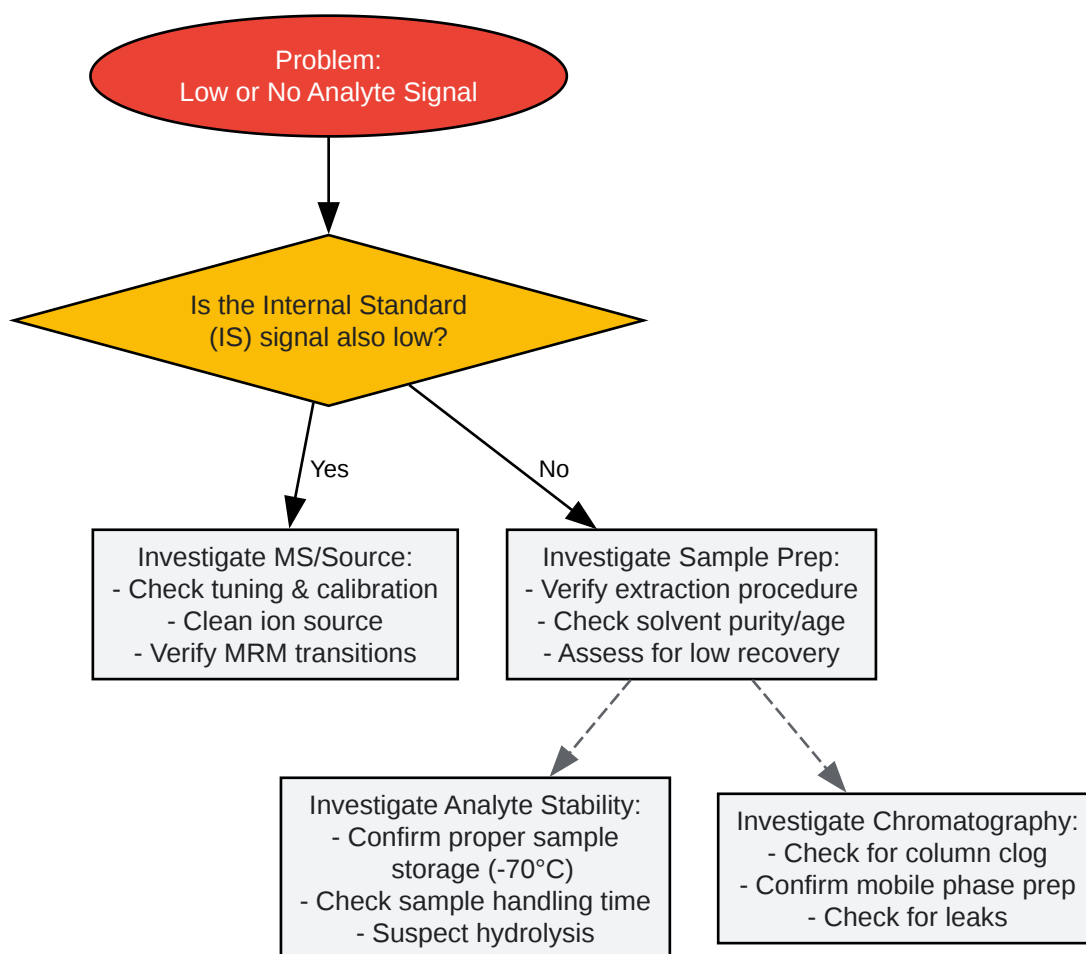 Problem:
Low or No Analyte Signal
Is the Internal Standard
(IS) signal also low?
Yes
No
Investigate MS/Source:
- Check tuning & calibration
- Clean ion source
- Verify MRM transitions
Investigate Sample Prep:
- Verify extraction procedure
- Check solvent purity/age
- Assess for low recovery
Investigate Analyte Stability:
- Confirm proper sample
storage (-70°C)
- Check sample handling time
- Suspect hydrolysis
Investigate Chromatography:
- Check for column clog
- Confirm mobile phase prep
- Check for leaks